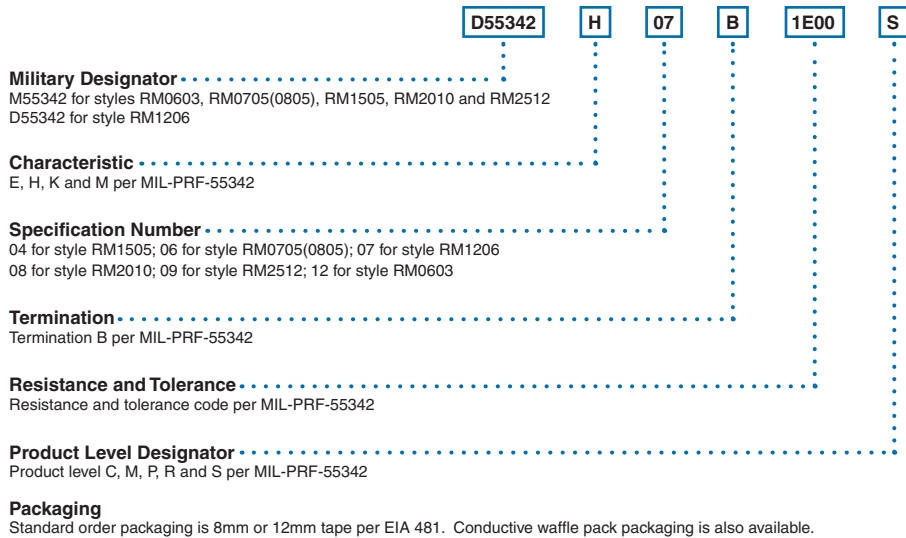 D55342 H 07 B 1E00 S
Military Designator
M55342 for styles RM0603, RM0705(0805), RM1505, RM2010 and RM2512
D55342 for style RM1206
Characteristic
E, H, K and M per MIL-PRF-55342
Specification Number
04 for style RM1505; 06 for style RM0705(0805); 07 for style RM1206
08 for style RM2010; 09 for style RM2512; 12 for style RM0603
Termination
Termination B per MIL-PRF-55342
Resistance and Tolerance
Resistance and tolerance code per MIL-PRF-55342
Product Level Designator
Product level C, M, P, R and S per MIL-PRF-55342
Packaging
Standard order packaging is 8mm or 12mm tape per EIA 481. Conductive waffle pack packaging is also available.